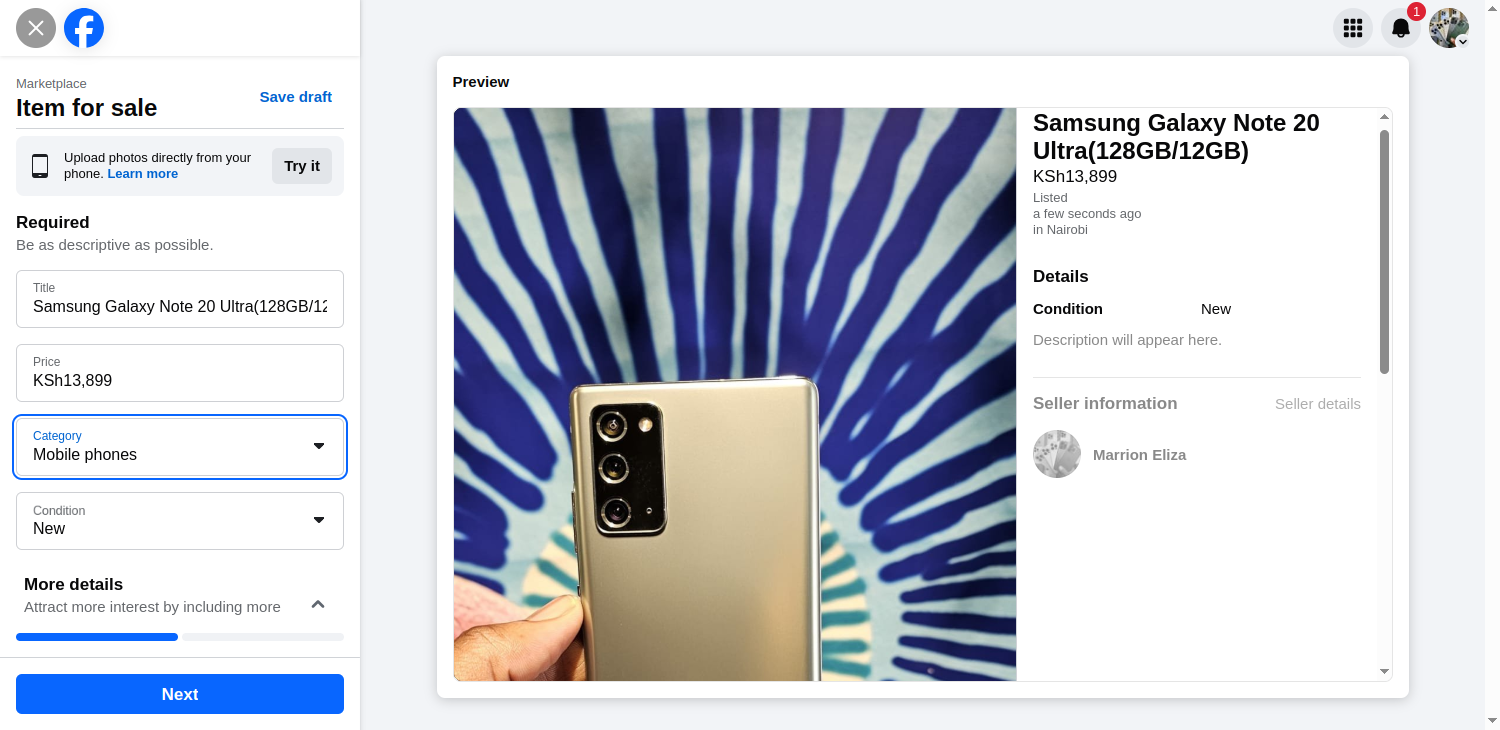 1
Marketplace
Item for sale
Save draft
Upload photos directly from your
phone. Learn more
Try it
Required
Be as descriptive as possible.
Title
Samsung Galaxy Note 20 Ultra(128GB/12
Price
KSh13,899
Category
Mobile phones
Condition
New
More details
Attract more interest by including more
Next
Preview
Samsung Galaxy Note 20
Ultra(128GB/12GB)
KSh13,899
Listed
a few seconds ago
in Nairobi
Details
Condition New
Description will appear here.
Seller information Seller details
Marrion Eliza